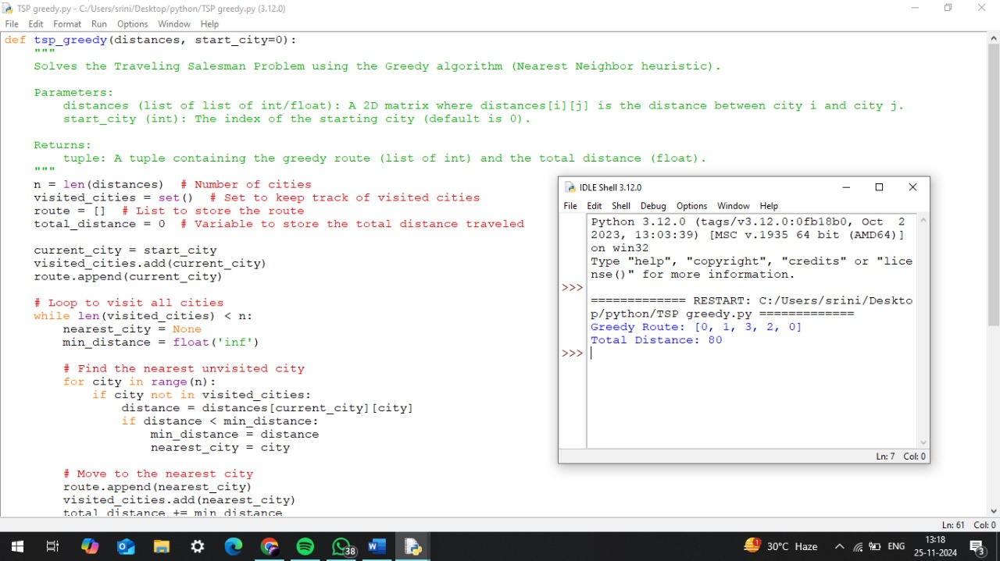 TSP greedy.py - C:/Users/srini/Desktop/python/TSP greedy.py (3.12.0)
File Edit Format Run Options Window Help
def tsp_greedy(distances, start_city=0):
    """
    Solves the Traveling Salesman Problem using the Greedy algorithm (Nearest Neighbor heuristic).
    Parameters:
        distances (list of list of int/float): A 2D matrix where distances[i][j] is the distance between city i and city j.
        start_city (int): The index of the starting city (default is 0).
    Returns:
        tuple: A tuple containing the greedy route (list of int) and the total distance (float).
    """
    n = len(distances)  # Number of cities
    visited_cities = set()  # Set to keep track of visited cities
    route = []  # List to store the route
    total_distance = 0  # Variable to store the total distance traveled
    current_city = start_city
    visited_cities.add(current_city)
    route.append(current_city)
    # Loop to visit all cities
    while len(visited_cities) < n:
        nearest_city = None
        min_distance = float('inf')
        # Find the nearest unvisited city
        for city in range(n):
            if city not in visited_cities:
                distance = distances[current_city][city]
                if distance < min_distance:
                    min_distance = distance
                    nearest_city = city
        # Move to the nearest city
        route.append(nearest_city)
        visited_cities.add(nearest_city)
        total_distance += min_distance
Ln: 61 Col: 0
IDLE Shell 3.12.0
File Edit Shell Debug Options Window Help
Python 3.12.0 (tags/v3.12.0:0fb18b0, Oct  2
2023, 13:03:39) [MSC v.1935 64 bit (AMD64)]
on win32
Type "help", "copyright", "credits" or "lice
nse()" for more information.
>>>
============= RESTART: C:/Users/srini/Deskto
p/python/TSP greedy.py =============
Greedy Route: [0, 1, 3, 2, 0]
Total Distance: 80
>>>
Ln: 7 Col: 0
38
1
30°C Haze
ENG
13:18
25-11-2024
3